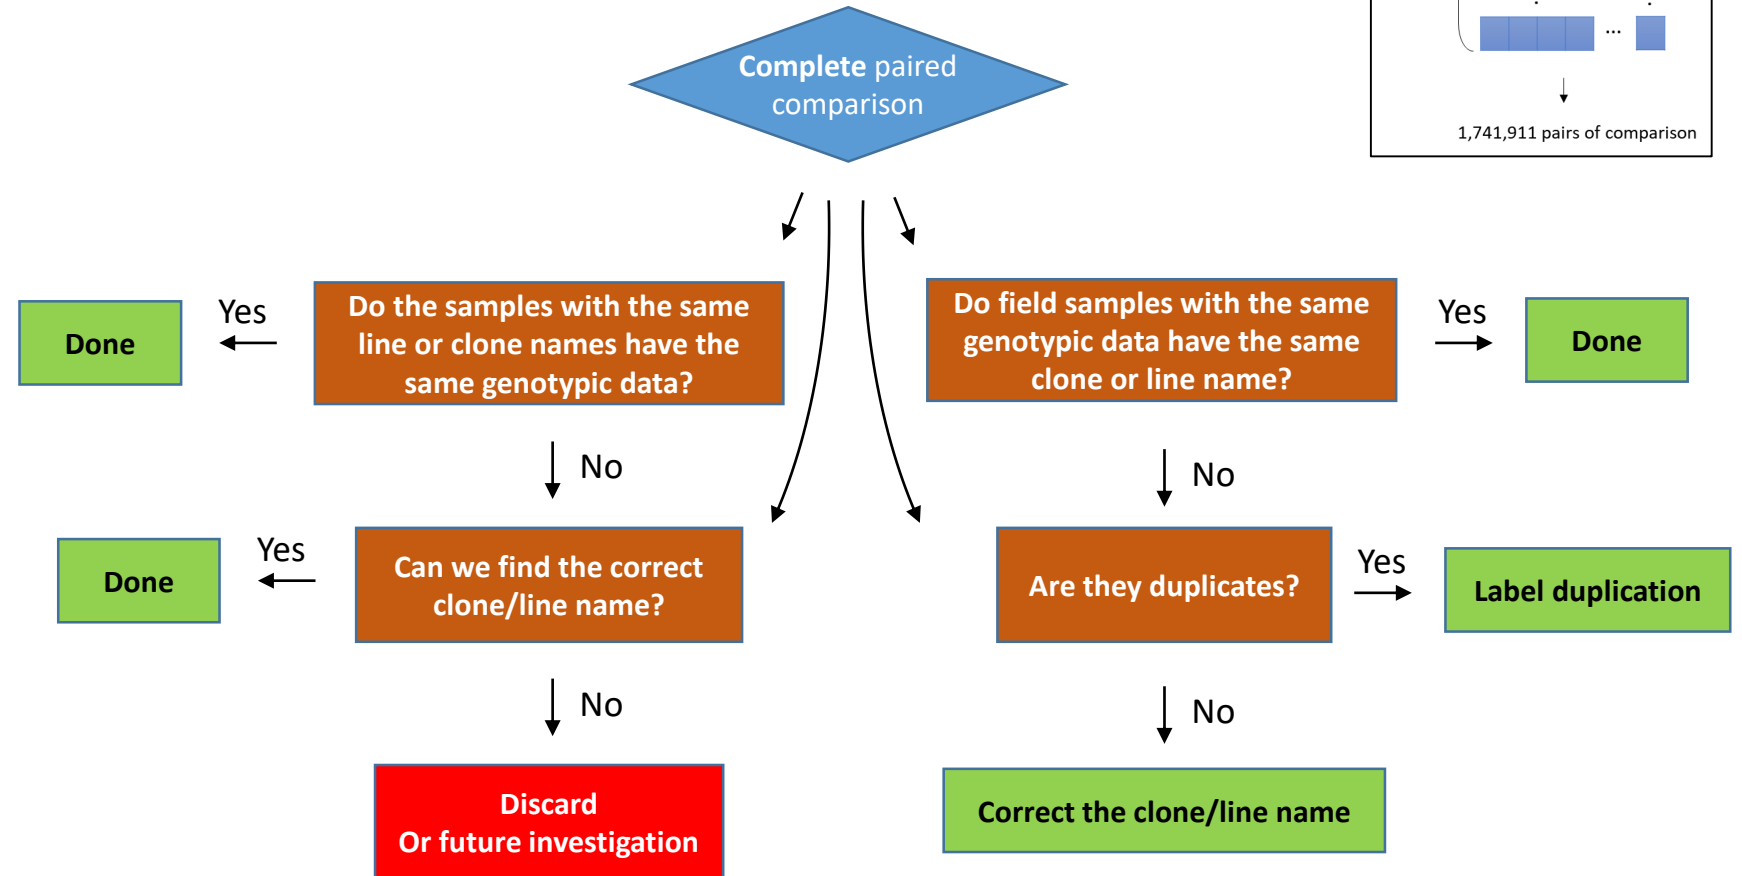 Complete paired
comparison
...
1,741,911 pairs of comparison
Done
Yes
Do the samples with the same
line or clone names have the
same genotypic data?
Do field samples with the same
genotypic data have the same
clone or line name?
Yes
Done
No
No
Done
Yes
Can we find the correct
clone/line name?
Are they duplicates?
Yes
Label duplication
No
No
Discard
Or future investigation
Correct the clone/line name